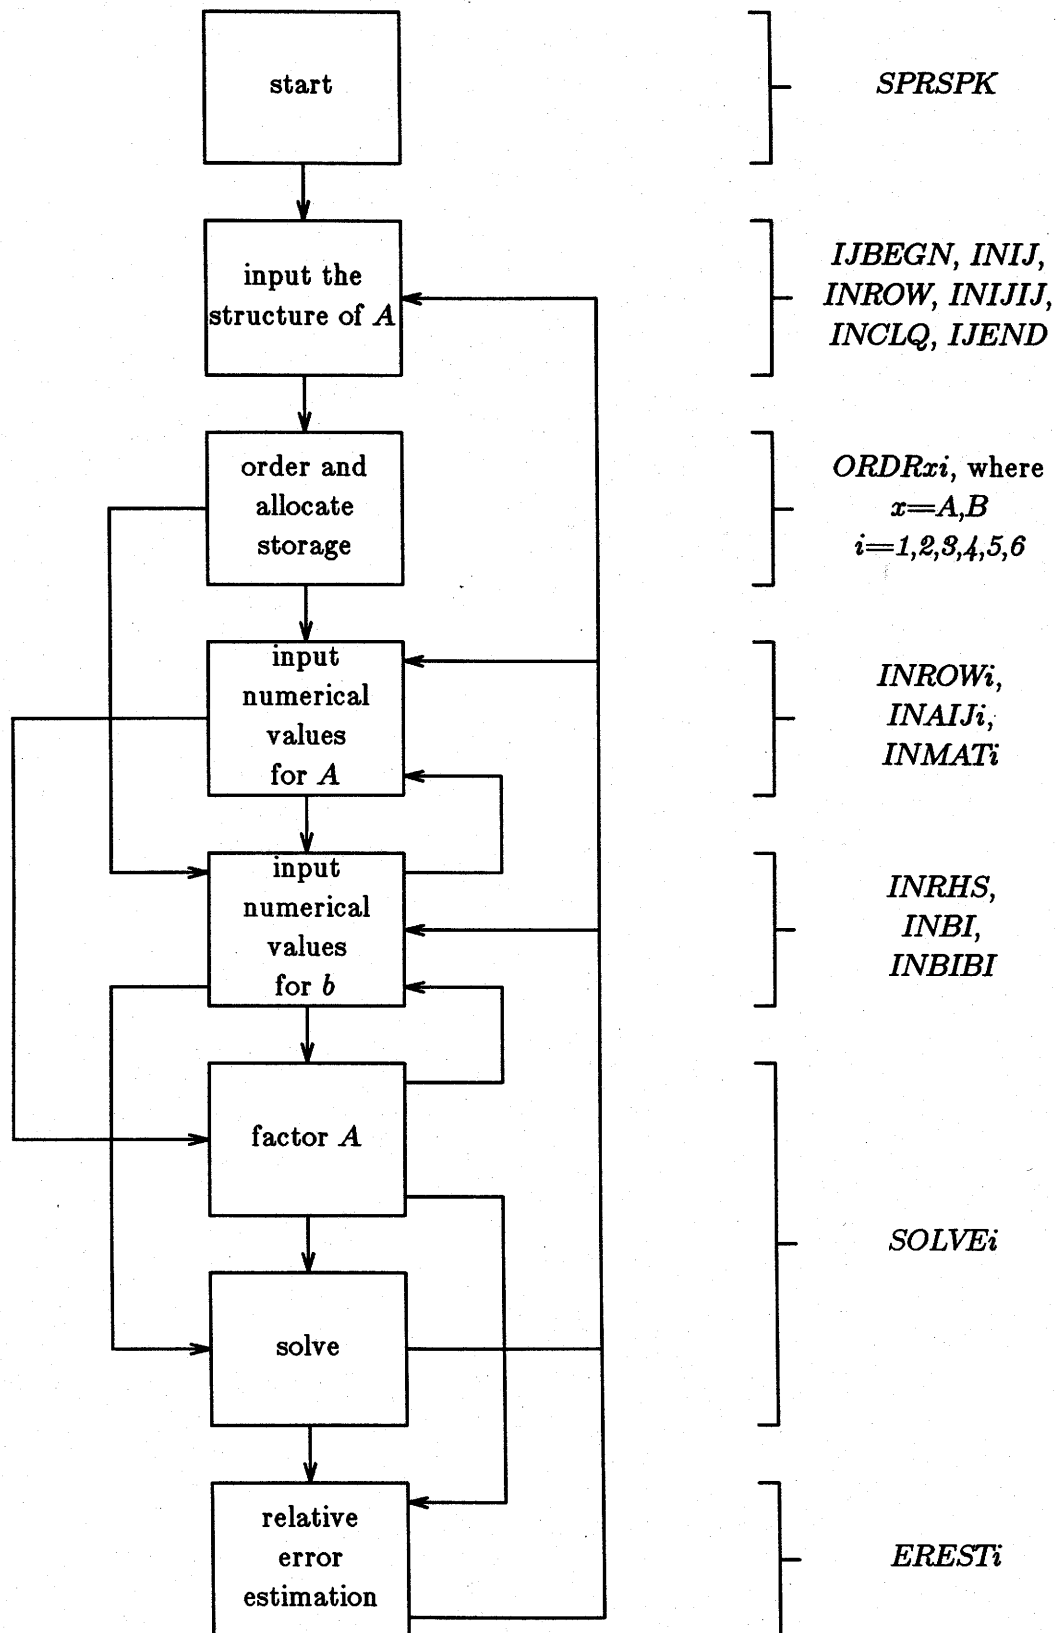 start
SPRSPK
input the
structure of A
IJBEGN, INIJ,
INROW, INIJIJ,
INCLQ, IJEND
order and
allocate
storage
ORDRxi, where
x=A,B
i=1,2,3,4,5,6
input
numerical
values
for A
INROWi,
INAIJi,
INMATi
input
numerical
values
for b
INRHS,
INBI,
INBIBI
factor A
SOLVEi
solve
relative
error
estimation
ERESTi